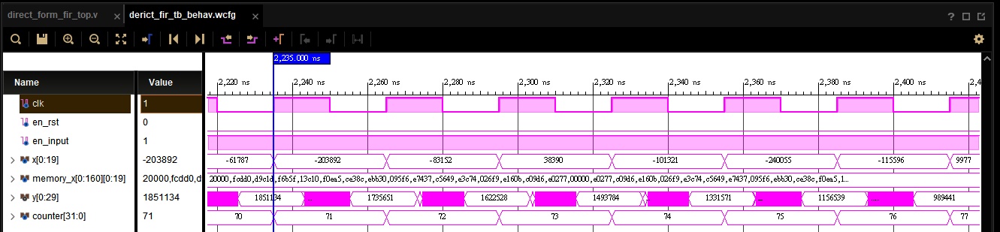 direct_form_fir_top.v × derict_fir_tb_behav.wcfg × ?
2,235.000 ns
2,220 ns 2,240 ns 2,260 ns 2,280 ns 2,300 ns 2,320 ns 2,340 ns 2,360 ns 2,380 ns 2,400 ns 2,4
Name Value
clk 1
en_rst 0
en_input 1
x[0:19] -203892 -61787 -203892 -83152 38390 -101321 -240055 -115596 9977
memory_x[0:160][0:19] 20000,fcdd0,d 20000,fcdd0,d9c1d,f6b5f,13c10,f0ea5,ce38c,ebb30,095f6,e7437,c5649,e3c74,026f9,e160b,c09d6,e0277,00000,e0277,c09d6,e160b,026f9,e3c74,c5649,e7437,095f6,ebb30,ce38c,f0ea5,1...
y[0:29] 1851134 1851134 ... 1735651 1622528 1493784 ... 1331571 ... 1156539 ..... 989441
counter[31:0] 71 70 71 72 73 74 75 76 77